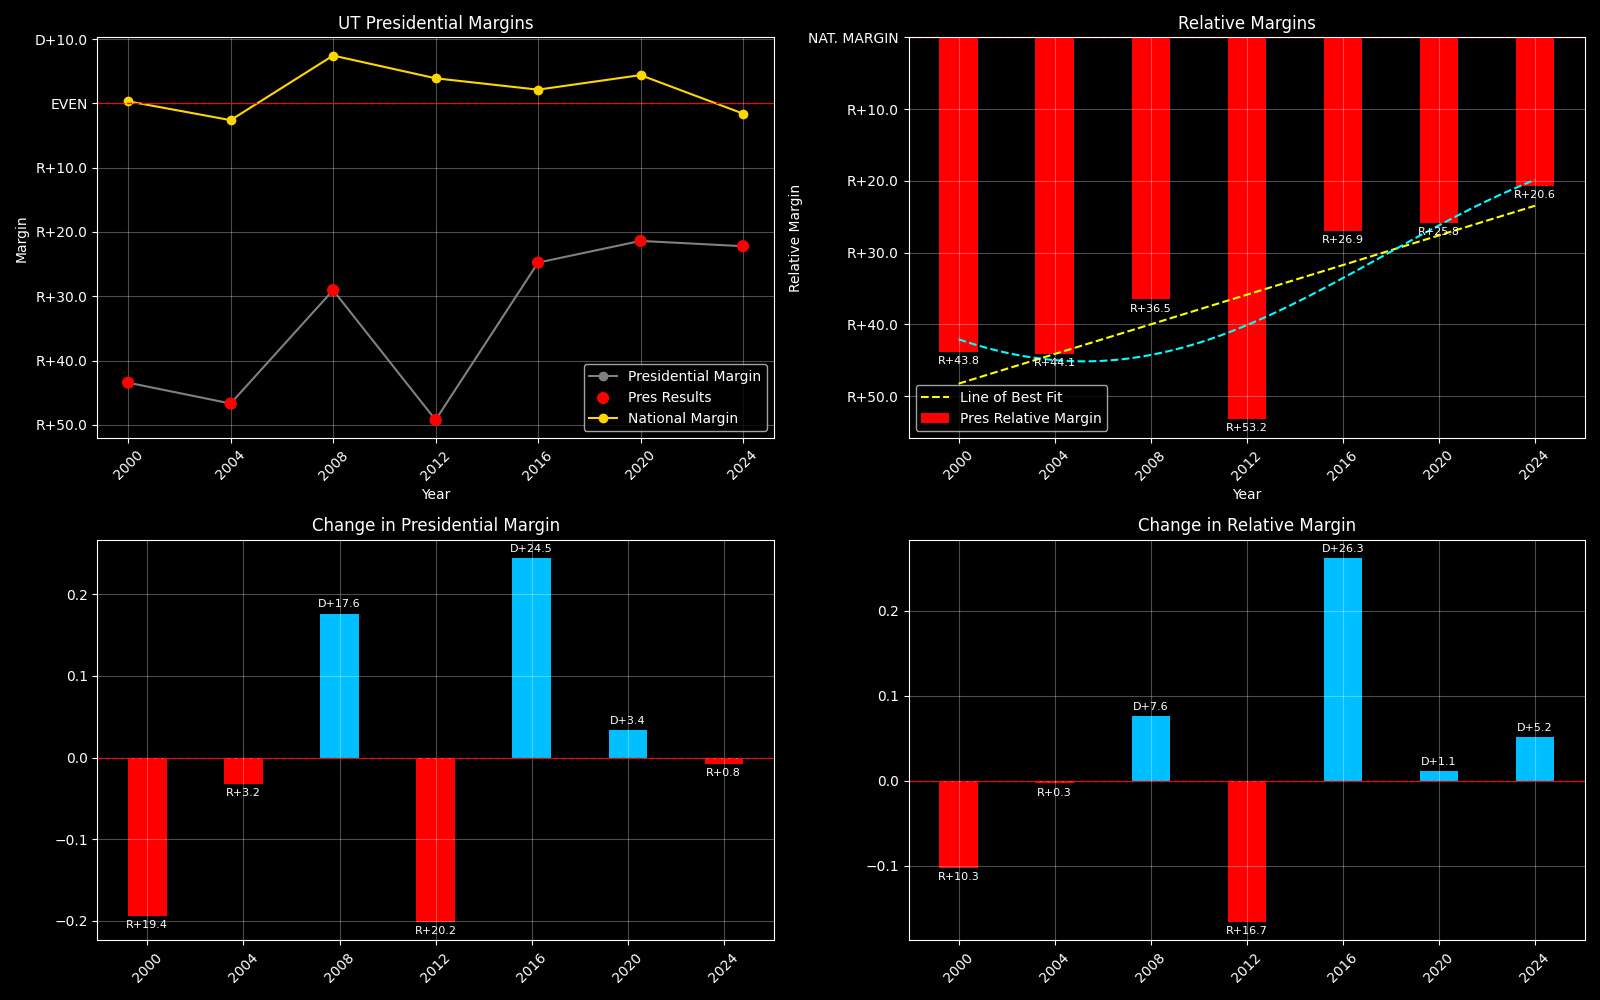 UT Presidential Margins
D+10.0
EVEN
R+10.0
R+20.0
R+30.0
R+40.0
R+50.0
Margin
Presidential Margin
Pres Results
National Margin
2000
2004
2008
2012
2016
2020
2024
Year
Relative Margins
NAT. MARGIN
R+10.0
R+20.0
R+30.0
R+40.0
R+50.0
Relative Margin
R+43.8
R+44.1
R+36.5
R+53.2
R+26.9
R+25.8
R+20.6
Line of Best Fit
Pres Relative Margin
2000
2004
2008
2012
2016
2020
2024
Year
Change in Presidential Margin
0.2
0.1
0.0
−0.1
−0.2
R+19.4
R+3.2
D+17.6
R+20.2
D+24.5
D+3.4
R+0.8
2000
2004
2008
2012
2016
2020
2024
Change in Relative Margin
0.2
0.1
0.0
−0.1
R+10.3
R+0.3
D+7.6
R+16.7
D+26.3
D+1.1
D+5.2
2000
2004
2008
2012
2016
2020
2024